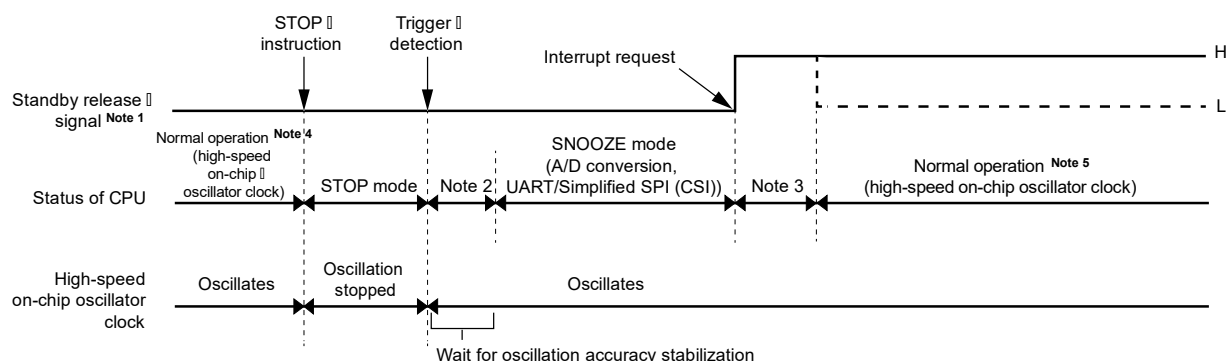 STOP
instruction
Trigger
detection
Interrupt request
H
Standby release
signal Note 1
L
Normal operation Note 4
(high-speed
on-chip
oscillator clock)
SNOOZE mode
(A/D conversion,
UART/Simplified SPI (CSI))
Normal operation Note 5
(high-speed on-chip oscillator clock)
Status of CPU
STOP mode
Note 2
Note 3
High-speed
on-chip oscillator
clock
Oscillates
Oscillation
stopped
Oscillates
Wait for oscillation accuracy stabilization